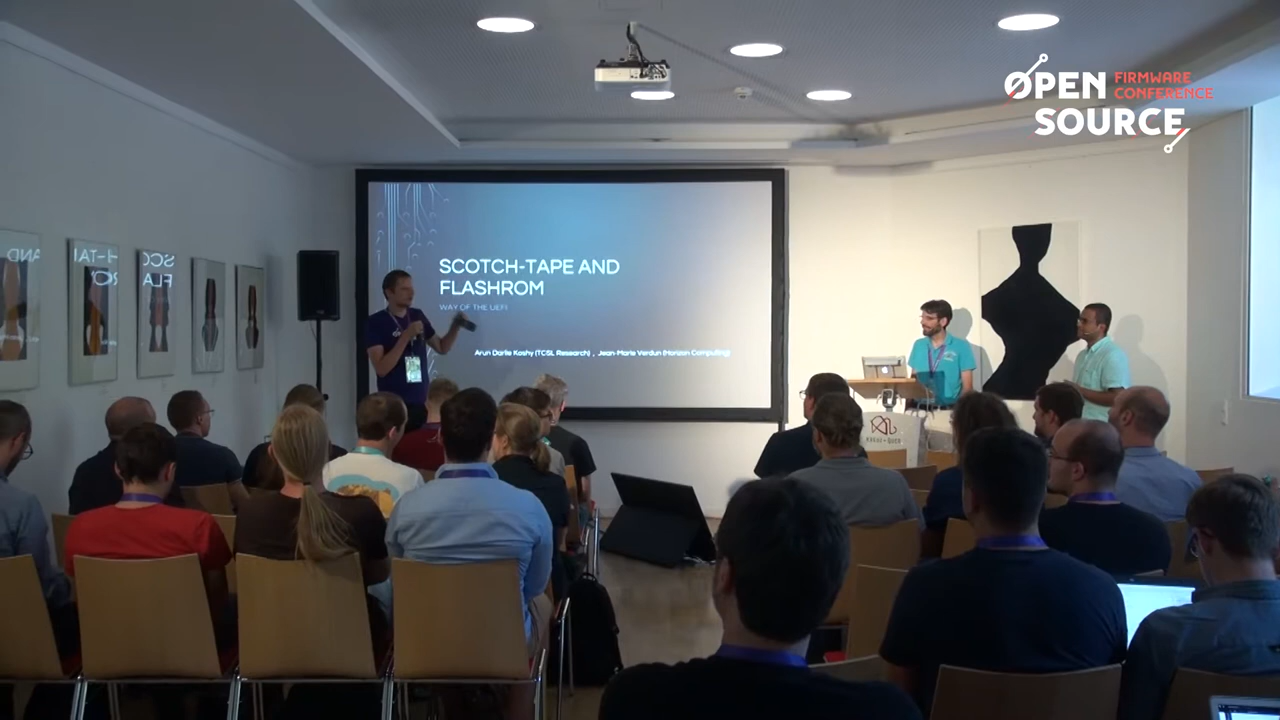 OPEN FIRMWARE
CONFERENCE
SOURCE
SCOTCH-TAPE AND
FLASHROM
WAY OF THE UEFI
Arun Darlie Koshy (TCSL Research) , Jean-Marie Verdun (Horizon Computing)